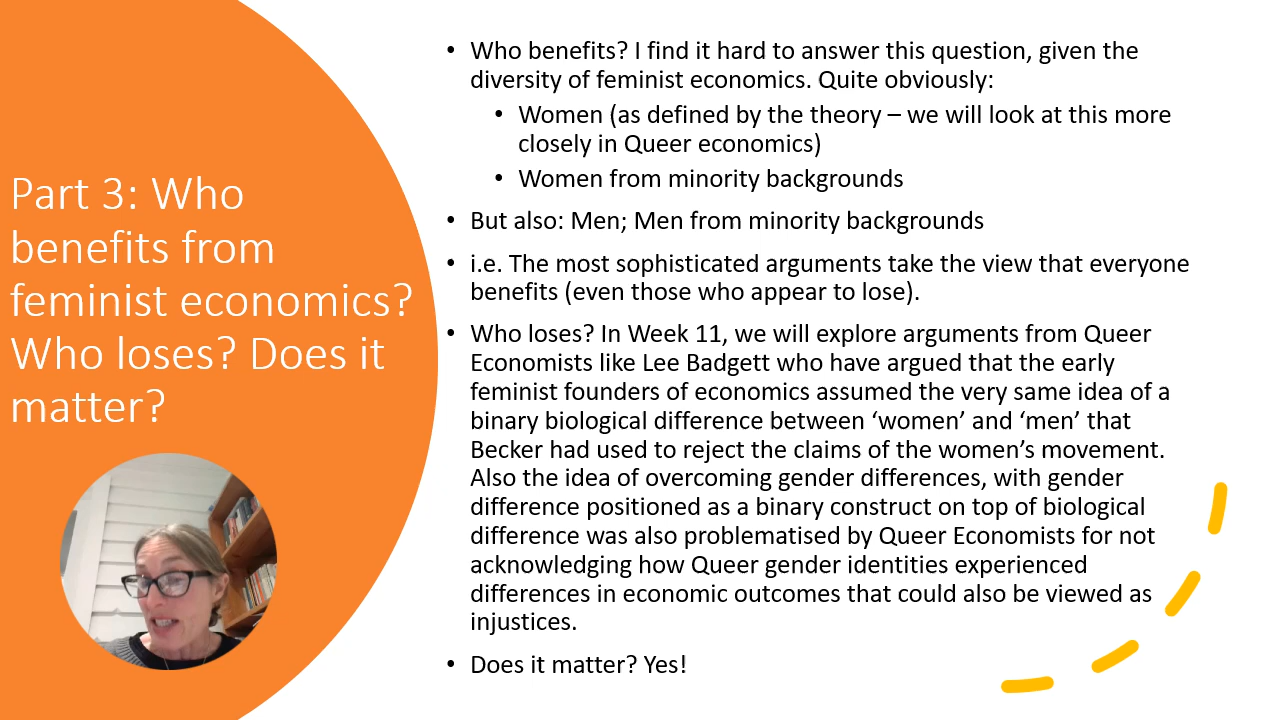 Part 3: Who
benefits from
feminist economics?
Who loses? Does it
matter?
• Who benefits? I find it hard to answer this question, given the
diversity of feminist economics. Quite obviously:
• Women (as defined by the theory – we will look at this more
closely in Queer economics)
• Women from minority backgrounds
• But also: Men; Men from minority backgrounds
• i.e. The most sophisticated arguments take the view that everyone
benefits (even those who appear to lose).
• Who loses? In Week 11, we will explore arguments from Queer
Economists like Lee Badgett who have argued that the early
feminist founders of economics assumed the very same idea of a
binary biological difference between ‘women’ and ‘men’ that
Becker had used to reject the claims of the women’s movement.
Also the idea of overcoming gender differences, with gender
difference positioned as a binary construct on top of biological
difference was also problematised by Queer Economists for not
acknowledging how Queer gender identities experienced
differences in economic outcomes that could also be viewed as
injustices.
• Does it matter? Yes!